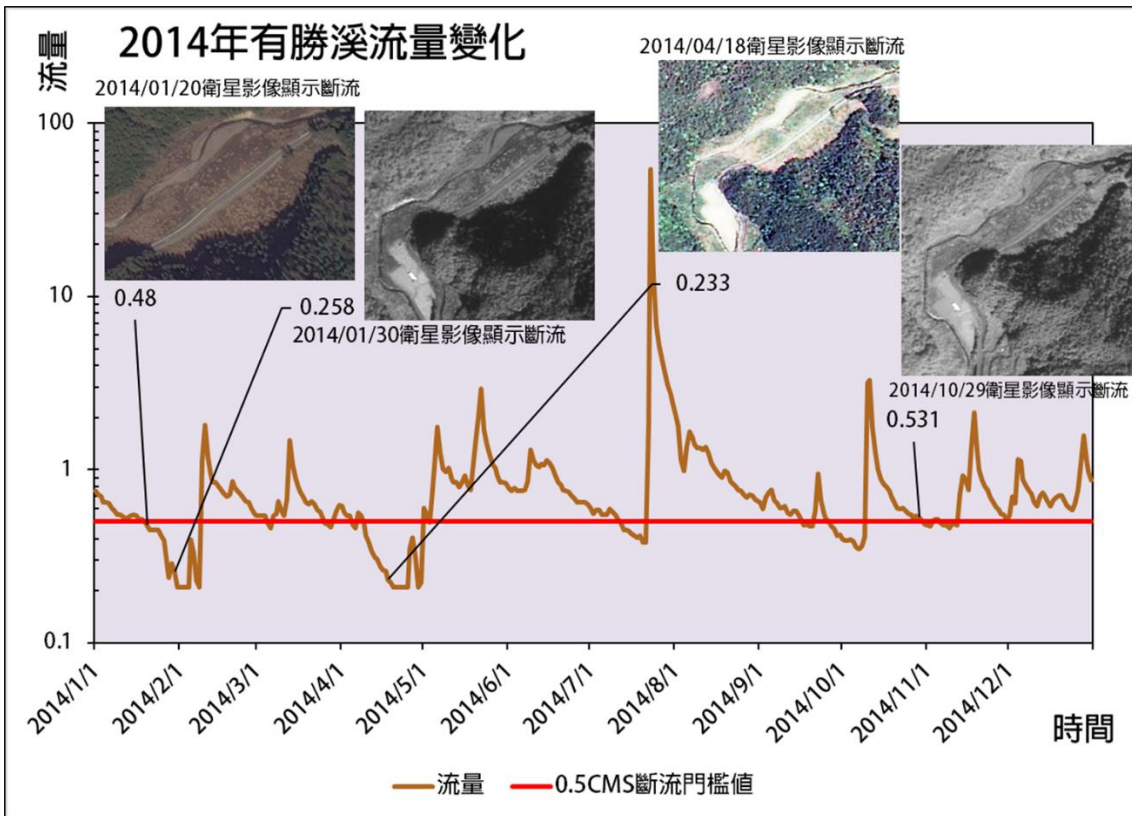 2014年有勝溪流量變化
流量
2014/01/20衛星影像顯示斷流
2014/04/18衛星影像顯示斷流
100
10
1
0.1
0.48
0.258
2014/01/30衛星影像顯示斷流
0.233
2014/10/29衛星影像顯示斷流
0.531
2014/1/1
2014/2/1
2014/3/1
2014/4/1
2014/5/1
2014/6/1
2014/7/1
2014/8/1
2014/9/1
2014/10/1
2014/11/1
2014/12/1
時間
流量
0.5CMS斷流門檻值